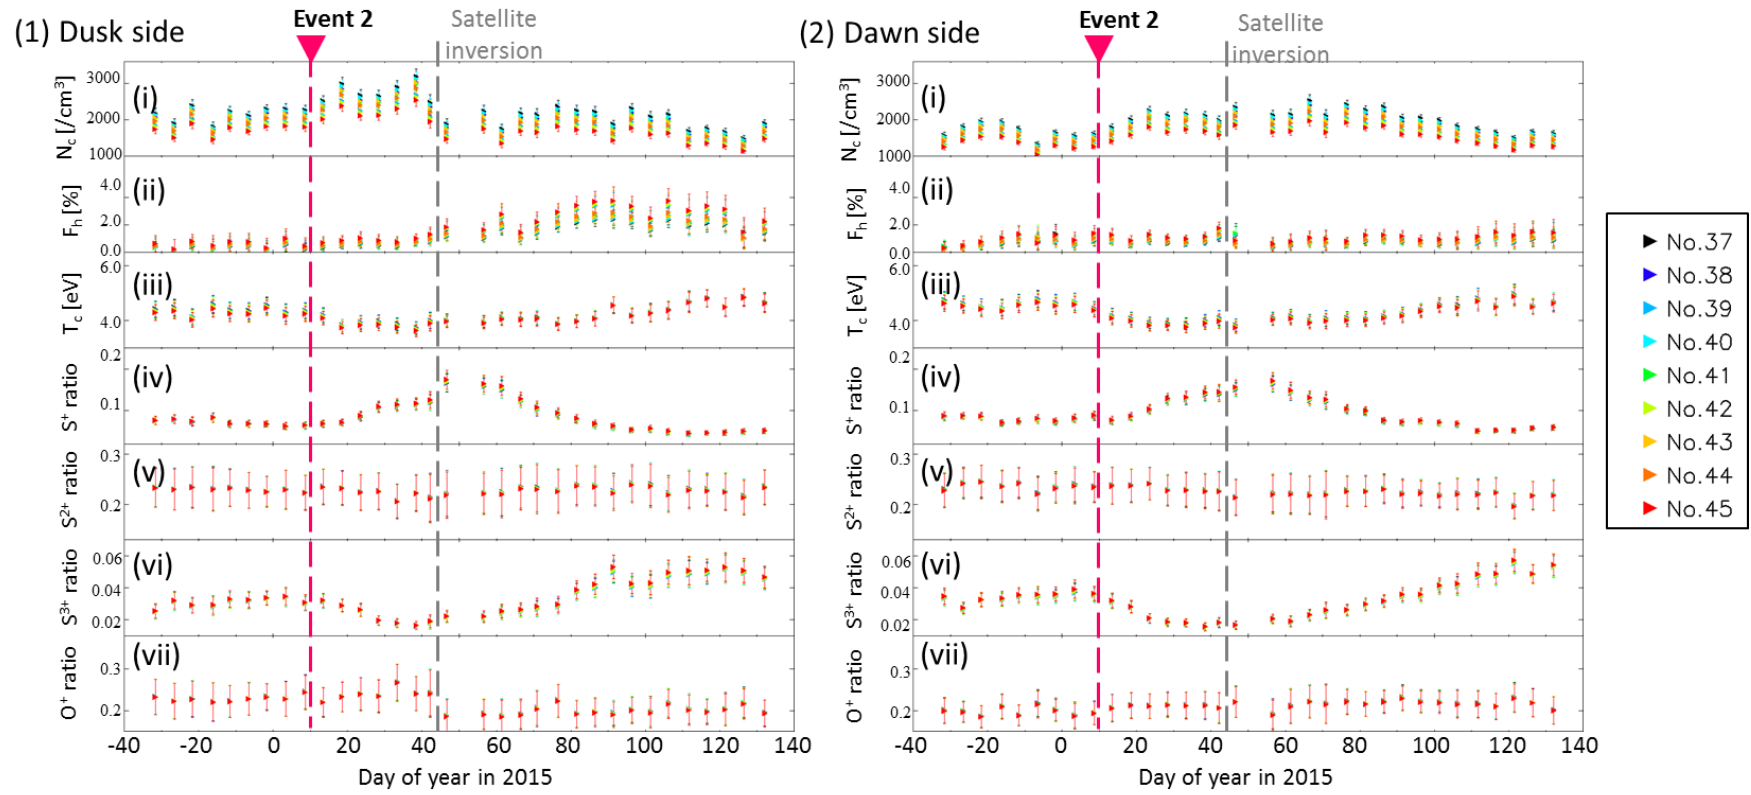 (1) Dusk side
Event 2
Satellite
inversion
(2) Dawn side
Event 2
Satellite
inversion
(i)
Nc [/cm³]
3000
2000
1000
(ii)
Fh [%]
4.0
2.0
0.0
(iii)
Tc [eV]
6.0
4.0
(iv)
S⁺ ratio
0.2
0.1
(v)
S²⁺ ratio
0.3
0.2
(vi)
S³⁺ ratio
0.06
0.04
0.02
(vii)
O⁺ ratio
0.3
0.2
-40 -20 0 20 40 60 80 100 120 140
Day of year in 2015
(i)
Nc [/cm³]
3000
2000
1000
(ii)
Fh [%]
4.0
2.0
0.0
(iii)
Tc [eV]
6.0
4.0
(iv)
S⁺ ratio
0.2
0.1
(v)
S²⁺ ratio
0.3
0.2
(vi)
S³⁺ ratio
0.06
0.04
0.02
(vii)
O⁺ ratio
0.3
0.2
-40 -20 0 20 40 60 80 100 120 140
Day of year in 2015
No.37
No.38
No.39
No.40
No.41
No.42
No.43
No.44
No.45